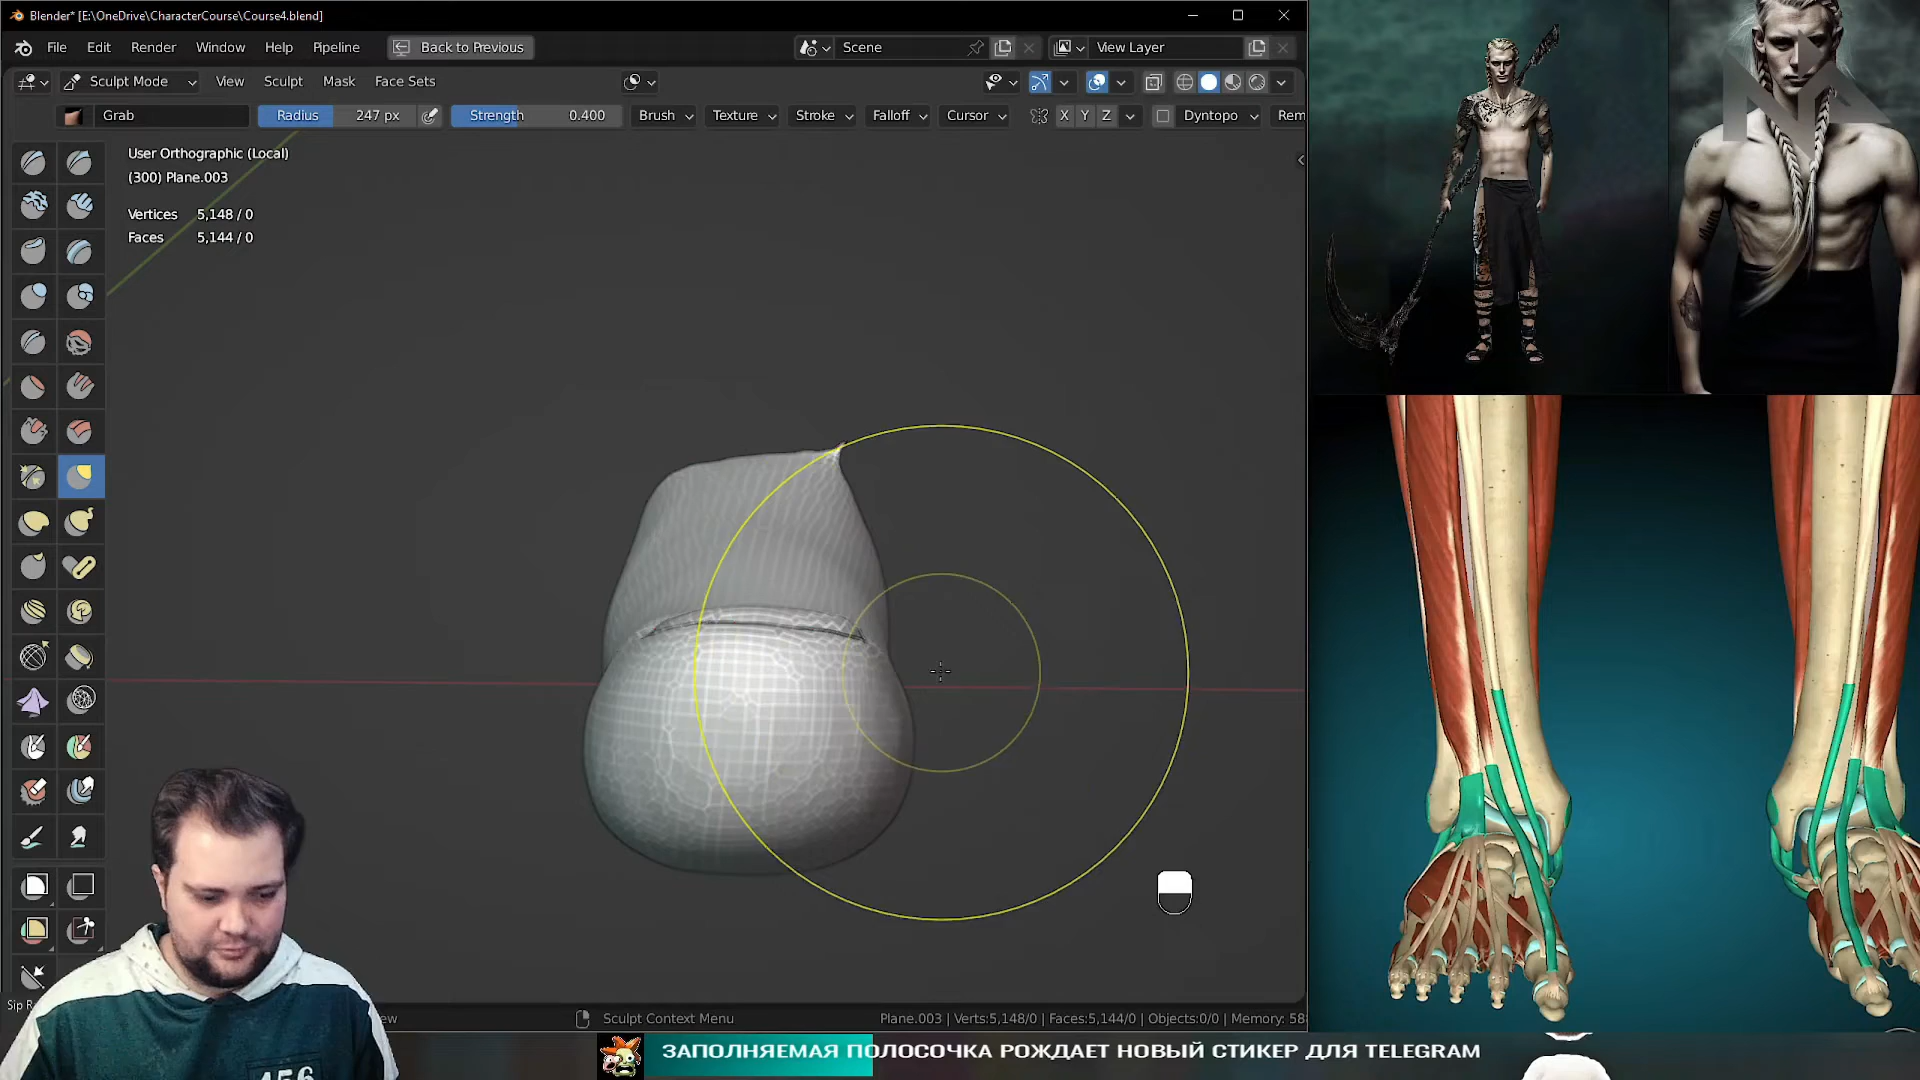 Blender* [E:\OneDrive\CharacterCourse\Course4.blend]
File Edit Render Window Help Pipeline Back to Previous Scene View Layer
Sculpt Mode View Sculpt Mask Face Sets
Grab Radius 247 px Strength 0.400 Brush Texture Stroke Falloff Cursor X Y Z Dyntopo Rem
User Orthographic (Local)
(300) Plane.003
Vertices 5,148 / 0
Faces 5,144 / 0
Sip R
ew Sculpt Context Menu Plane.003 | Verts:5,148/0 | Faces:5,144/0 | Objects:0/0 | Memory: 58
ЗАПОЛНЯЕМАЯ ПОЛОСОЧКА РОЖДАЕТ НОВЫЙ СТИКЕР ДЛЯ TELEGRAM
456